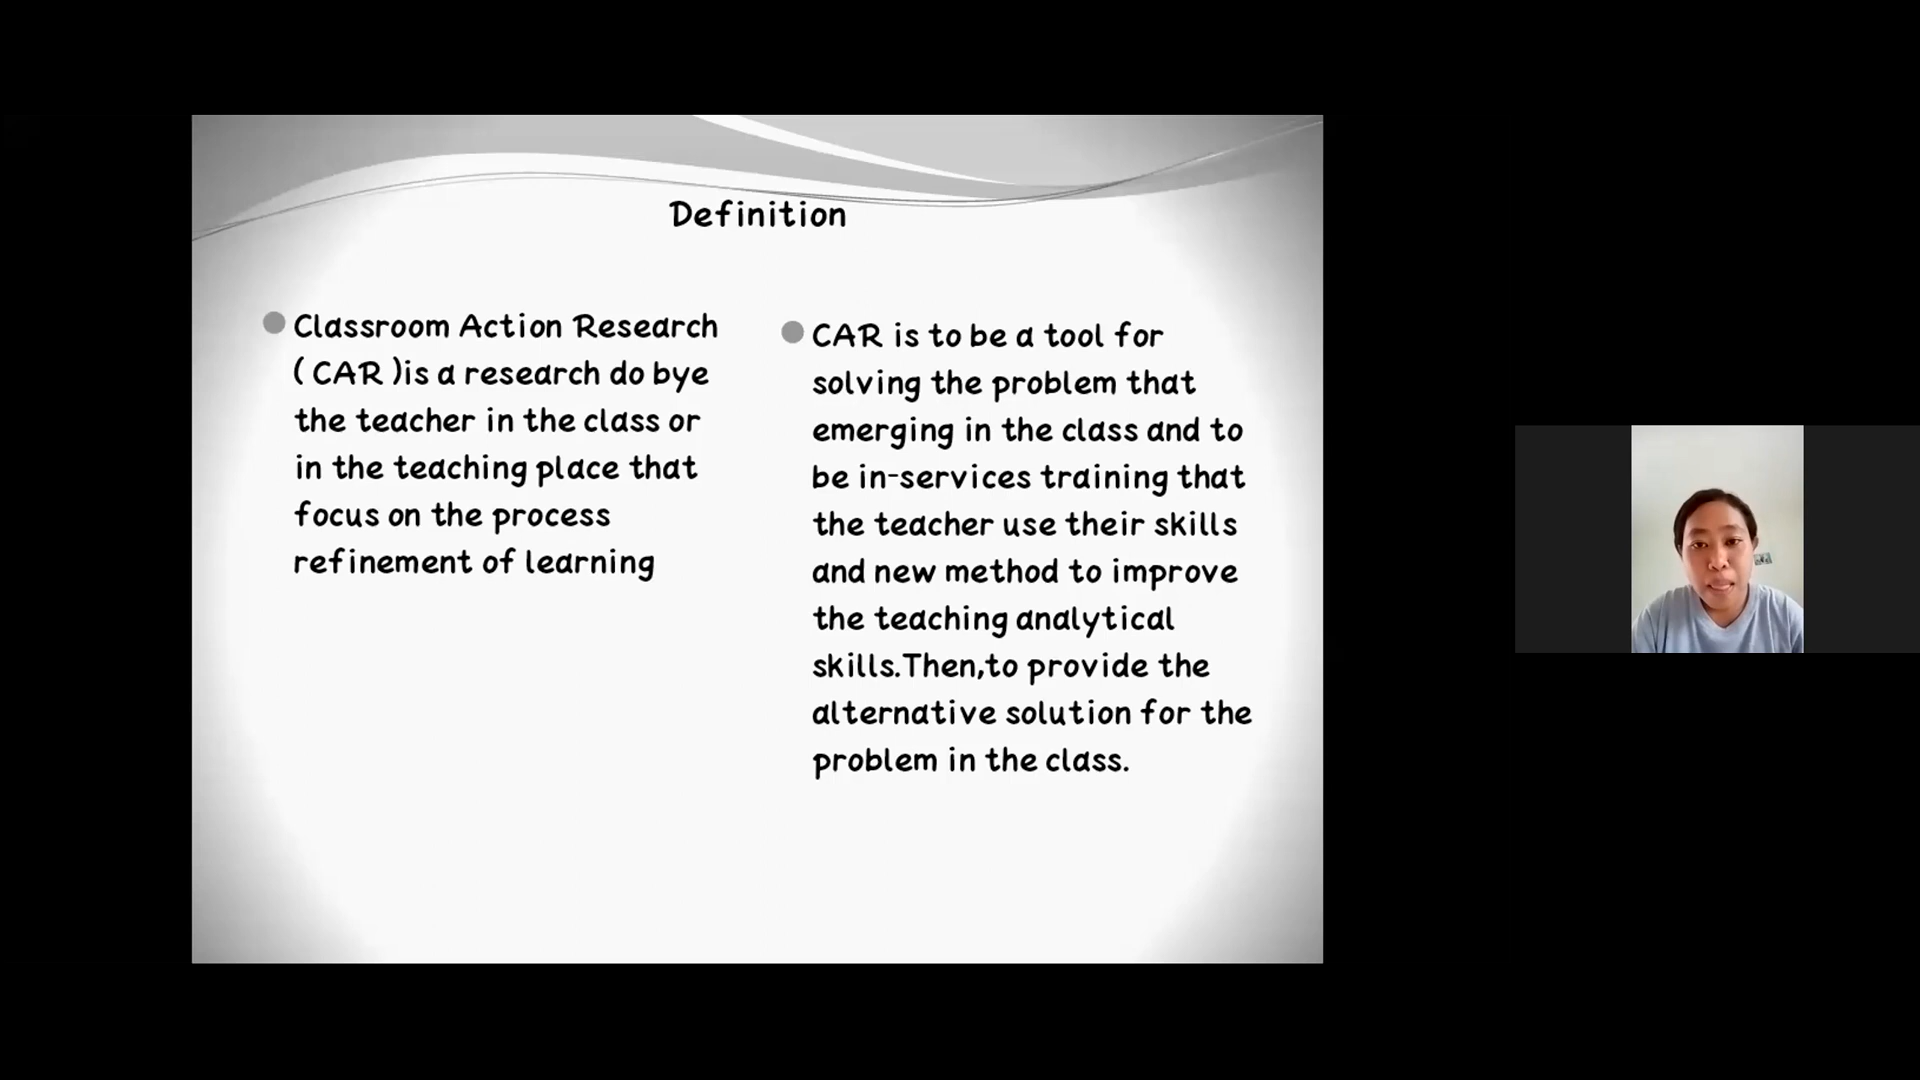 Definition
Classroom Action Research
( CAR )is a research do bye
the teacher in the class or
in the teaching place that
focus on the process
refinement of learning
CAR is to be a tool for
solving the problem that
emerging in the class and to
be in-services training that
the teacher use their skills
and new method to improve
the teaching analytical
skills.Then,to provide the
alternative solution for the
problem in the class.